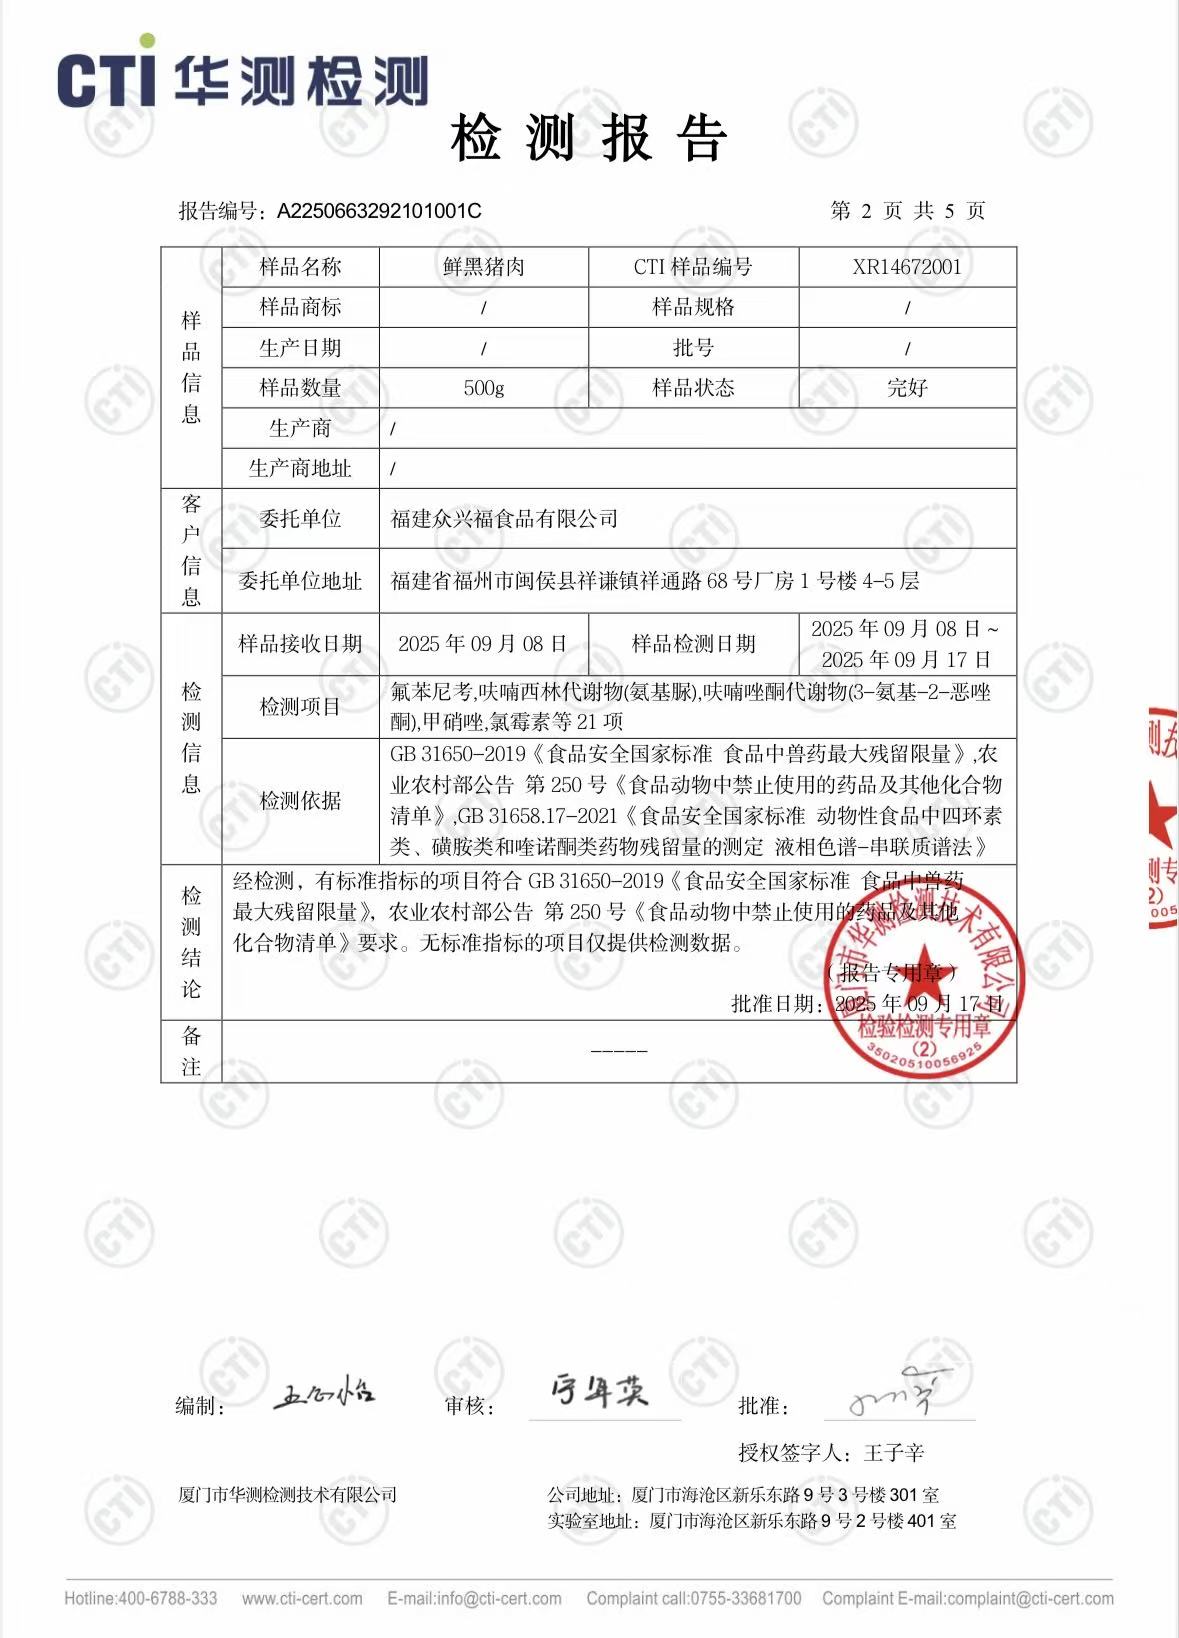 CTI 华测检测
检测报告
报告编号：A2250663292101001C
第 2 页 共 5 页
样品信息
样品名称 鲜黑猪肉 CTI 样品编号 XR14672001
样品商标 / 样品规格 /
生产日期 / 批号 /
样品数量 500g 样品状态 完好
生产商 /
生产商地址 /
客户信息
委托单位 福建众兴福食品有限公司
委托单位地址 福建省福州市闽侯县祥谦镇祥通路 68 号厂房 1 号楼 4-5 层
检测信息
样品接收日期 2025 年 09 月 08 日 样品检测日期 2025 年 09 月 08 日~
2025 年 09 月 17 日
检测项目 氟苯尼考,呋喃西林代谢物(氨基脲),呋喃唑酮代谢物(3-氨基-2-恶唑
酮),甲硝唑,氯霉素等 21 项
检测依据 GB 31650-2019《食品安全国家标准 食品中兽药最大残留限量》,农
业农村部公告 第 250 号《食品动物中禁止使用的药品及其他化合物
清单》,GB 31658.17-2021《食品安全国家标准 动物性食品中四环素
类、磺胺类和喹诺酮类药物残留量的测定 液相色谱-串联质谱法》
检测结论
经检测，有标准指标的项目符合 GB 31650-2019《食品安全国家标准 食品中兽药
最大残留限量》，农业农村部公告 第 250 号《食品动物中禁止使用的药品及其他
化合物清单》要求。无标准指标的项目仅提供检测数据。
（报告专用章）
批准日期：2025 年 09 月 17 日
厦门市华测检测技术有限公司
检验检测专用章
(2)
35020510056925
备注 -----
编制：
审核：
批准：
授权签字人：王子辛
厦门市华测检测技术有限公司
公司地址：厦门市海沧区新乐东路 9 号 3 号楼 301 室
实验室地址：厦门市海沧区新乐东路 9 号 2 号楼 401 室
Hotline:400-6788-333 www.cti-cert.com E-mail:info@cti-cert.com Complaint call:0755-33681700 Complaint E-mail:complaint@cti-cert.com